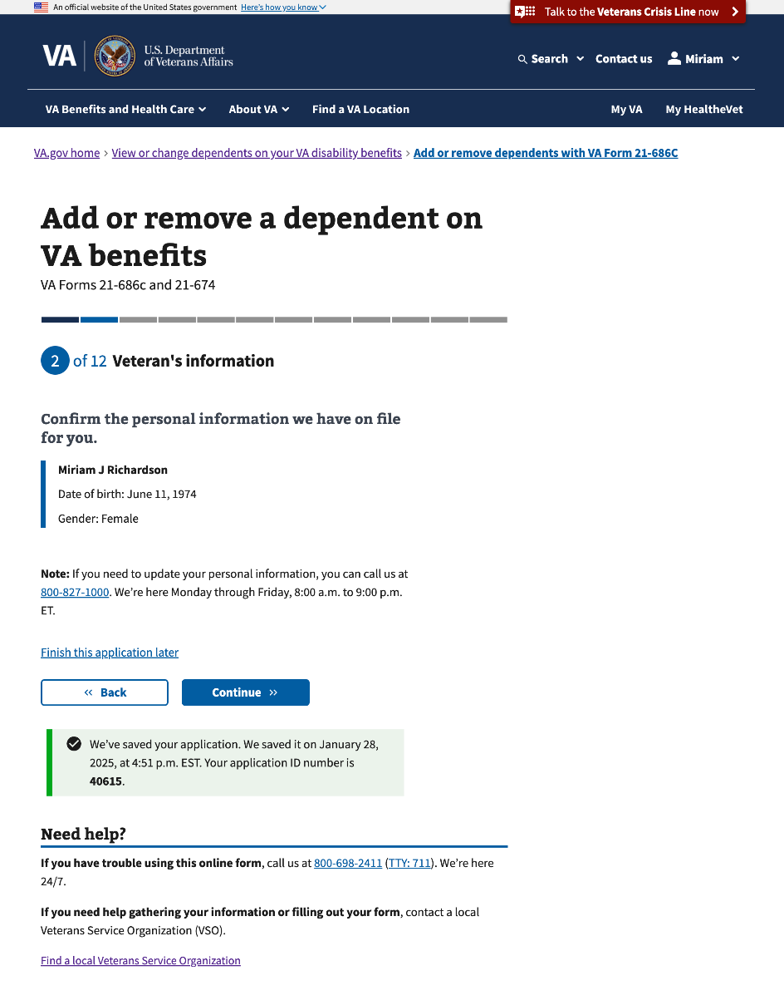 An official website of the United States government Here's how you know
Talk to the Veterans Crisis Line now
VA
U.S. Department
of Veterans Affairs
Search Contact us Miriam
VA Benefits and Health Care About VA Find a VA Location My VA My HealtheVet
VA.gov home › View or change dependents on your VA disability benefits › Add or remove dependents with VA Form 21-686C
Add or remove a dependent on
VA benefits
VA Forms 21-686c and 21-674
2 of 12 Veteran's information
Confirm the personal information we have on file
for you.
Miriam J Richardson
Date of birth: June 11, 1974
Gender: Female
Note: If you need to update your personal information, you can call us at
800-827-1000. We’re here Monday through Friday, 8:00 a.m. to 9:00 p.m.
ET.
Finish this application later
« Back
Continue »
We’ve saved your application. We saved it on January 28,
2025, at 4:51 p.m. EST. Your application ID number is
40615.
Need help?
If you have trouble using this online form, call us at 800-698-2411 (TTY: 711). We’re here
24/7.
If you need help gathering your information or filling out your form, contact a local
Veterans Service Organization (VSO).
Find a local Veterans Service Organization